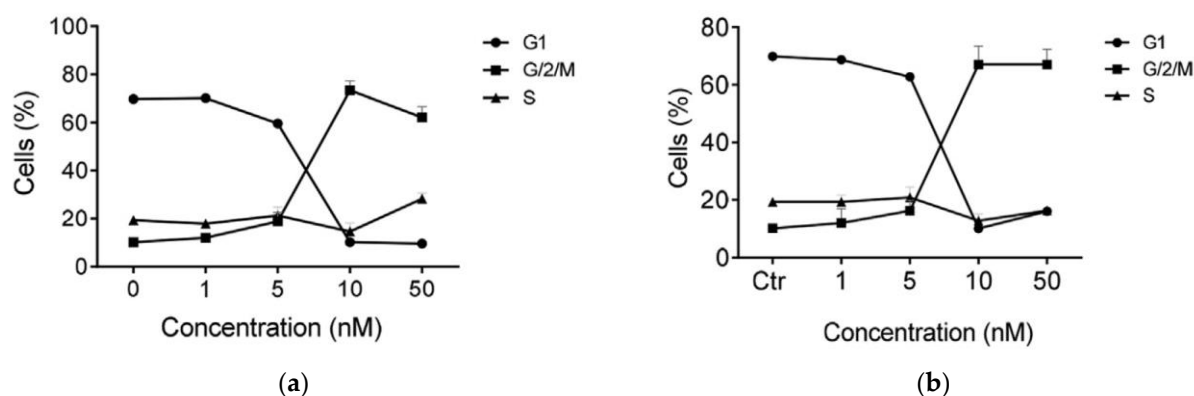 100
80
60
40
20
0
Cells (%)
0 1 5 10 50
Concentration (nM)
G1
G/2/M
S
(a)
80
60
40
20
0
Cells (%)
Ctr 1 5 10 50
Concentration (nM)
G1
G/2/M
S
(b)